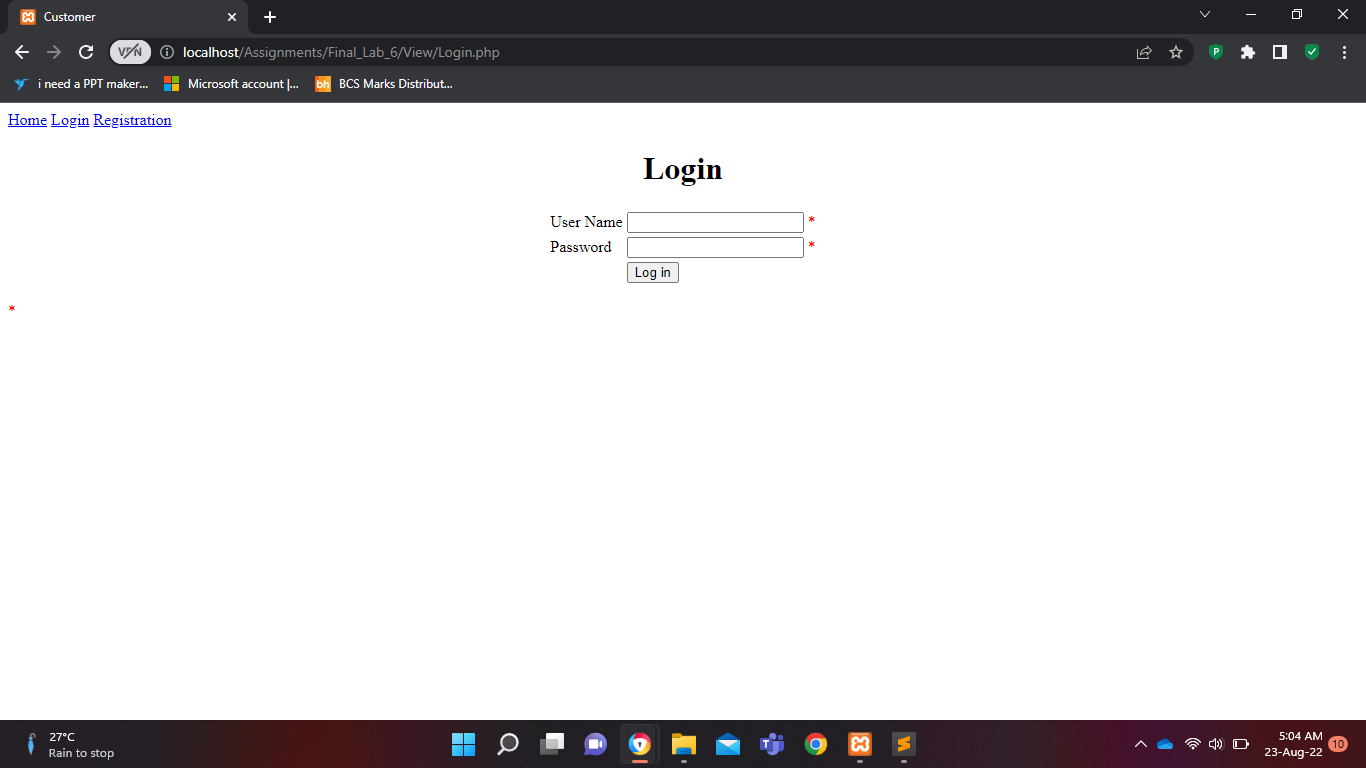 Customer
VPN
localhost/Assignments/Final_Lab_6/View/Login.php
P
i need a PPT maker... Microsoft account |... bh BCS Marks Distribut...
Home Login Registration
Login
User Name *
Password *
Log in
*
27°C
Rain to stop
5:04 AM
23-Aug-22
10